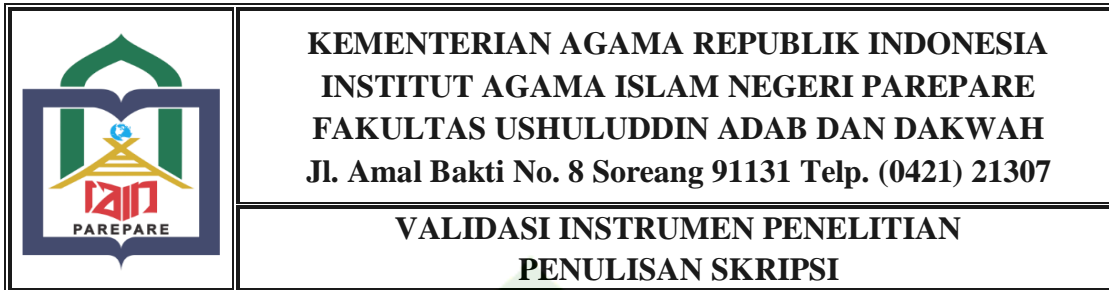 iain
PAREPARE
KEMENTERIAN AGAMA REPUBLIK INDONESIA
INSTITUT AGAMA ISLAM NEGERI PAREPARE
FAKULTAS USHULUDDIN ADAB DAN DAKWAH
Jl. Amal Bakti No. 8 Soreang 91131 Telp. (0421) 21307
VALIDASI INSTRUMEN PENELITIAN
PENULISAN SKRIPSI